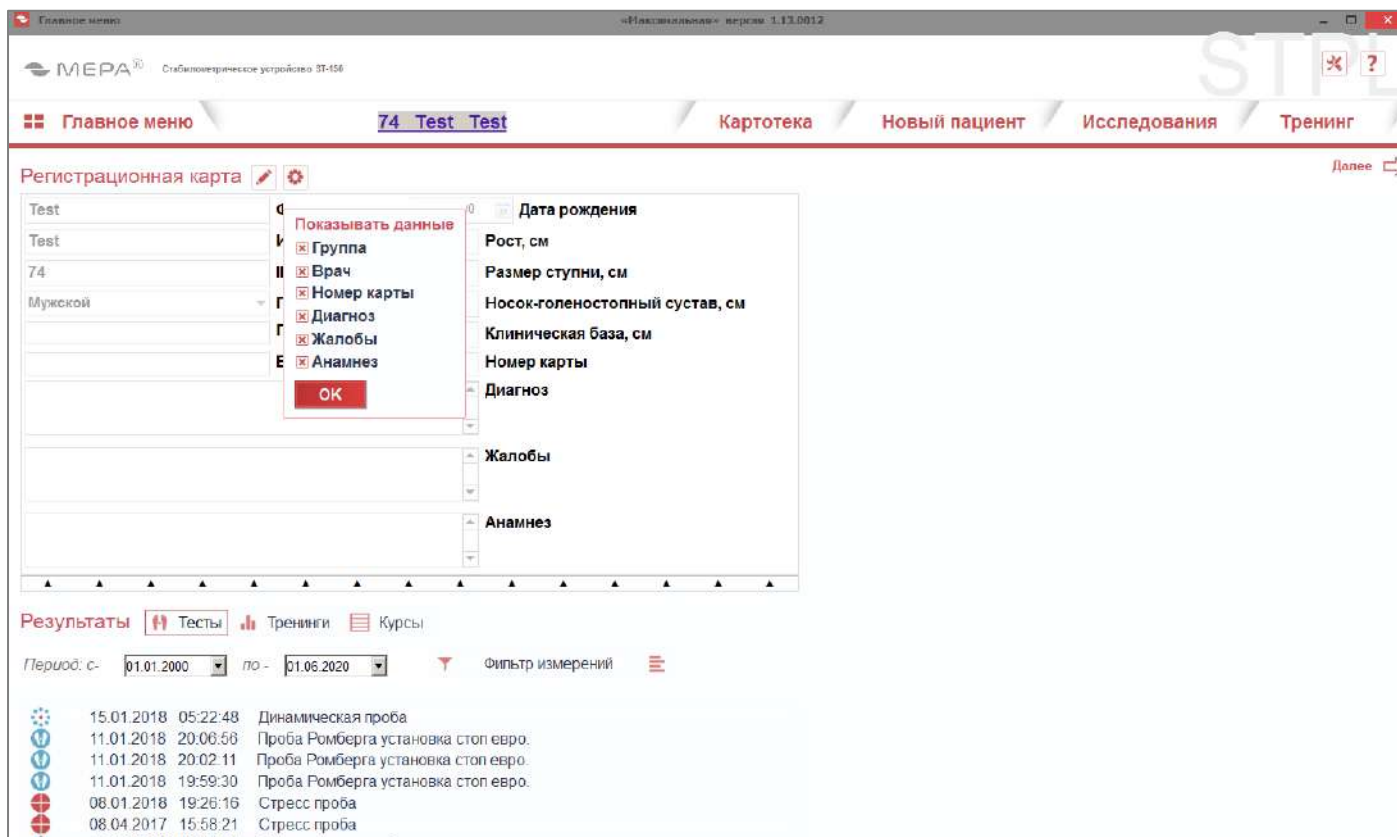 Главное меню «Максимальная» версия 1.13.0012
МЕРА Стабилометрическое устройство ST-150
STPL
?
Главное меню 74 Test Test Картотека Новый пациент Исследования Тренинг
Далее
Регистрационная карта
Test Дата рождения
Показывать данные
Test Группа Рост, см
74 Врач Размер ступни, см
Мужской Номер карты Носок-голеностопный сустав, см
Диагноз Клиническая база, см
Жалобы
Анамнез Номер карты
OK Диагноз
Жалобы
Анамнез
Результаты Тесты Тренинги Курсы
Период: с- 01.01.2000 по - 01.06.2020 Фильтр измерений
15.01.2018 05:22:48 Динамическая проба
11.01.2018 20:06:56 Проба Ромберга установка стоп евро.
11.01.2018 20:02:11 Проба Ромберга установка стоп евро.
11.01.2018 19:59:30 Проба Ромберга установка стоп евро.
08.01.2018 19:26:16 Стресс проба
08.04.2017 15:58:21 Стресс проба